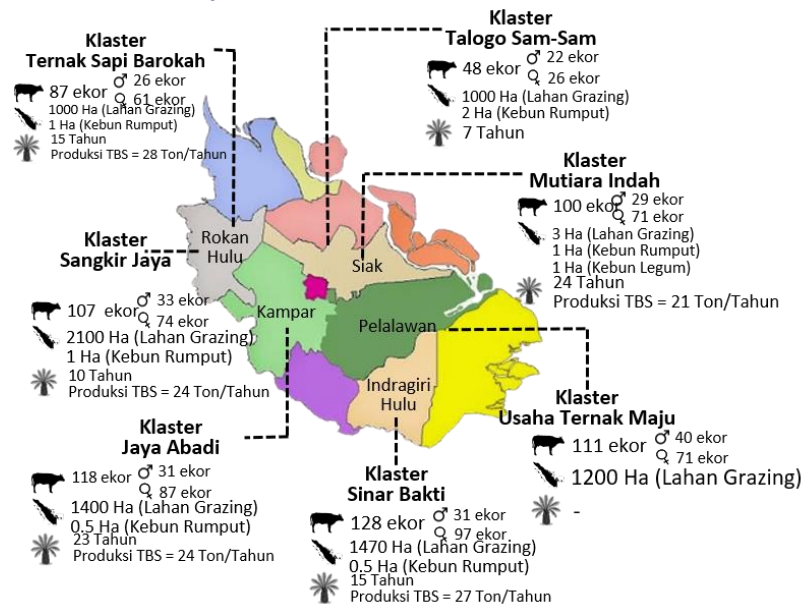 Klaster
Ternak Sapi Barokah
87 ekor
♂ 26 ekor
♀ 61 ekor
1000 Ha (Lahan Grazing)
1 Ha (Kebun Rumput)
15 Tahun
Produksi TBS = 28 Ton/Tahun
Klaster
Talogo Sam-Sam
48 ekor
♂ 22 ekor
♀ 26 ekor
1000 Ha (Lahan Grazing)
2 Ha (Kebun Rumput)
7 Tahun
Klaster
Mutiara Indah
100 ekor
♂ 29 ekor
♀ 71 ekor
3 Ha (Lahan Grazing)
1 Ha (Kebun Rumput)
1 Ha (Kebun Legum)
24 Tahun
Produksi TBS = 21 Ton/Tahun
Klaster
Sangkir Jaya
107 ekor
♂ 33 ekor
♀ 74 ekor
2100 Ha (Lahan Grazing)
1 Ha (Kebun Rumput)
10 Tahun
Produksi TBS = 24 Ton/Tahun
Rokan
Hulu
Siak
Kampar
Pelalawan
Indragiri
Hulu
Klaster
Usaha Ternak Maju
111 ekor
♂ 40 ekor
♀ 71 ekor
1200 Ha (Lahan Grazing)
-
Klaster
Jaya Abadi
118 ekor
♂ 31 ekor
♀ 87 ekor
1400 Ha (Lahan Grazing)
0.5 Ha (Kebun Rumput)
23 Tahun
Produksi TBS = 24 Ton/Tahun
Klaster
Sinar Bakti
128 ekor
♂ 31 ekor
♀ 97 ekor
1470 Ha (Lahan Grazing)
0.5 Ha (Kebun Rumput)
15 Tahun
Produksi TBS = 27 Ton/Tahun